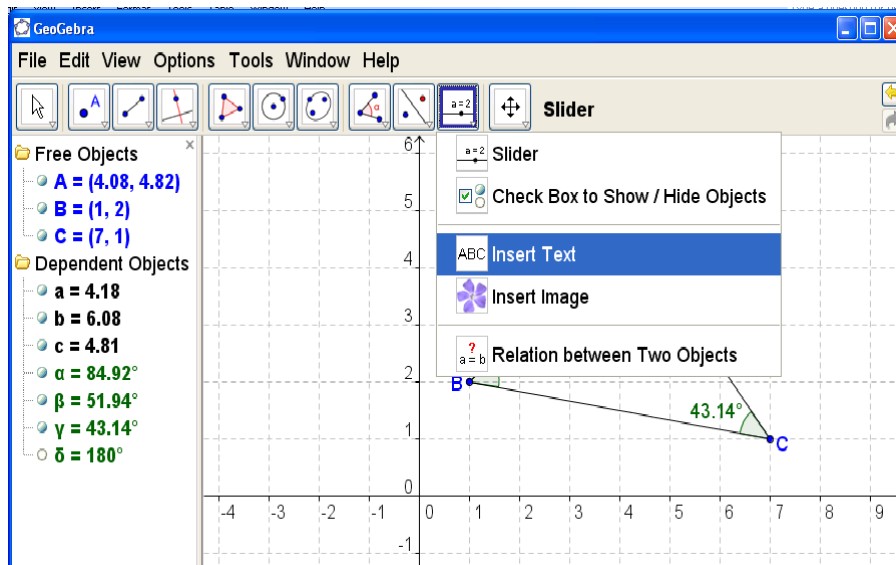 GeoGebra
File Edit View Options Tools Window Help
A
α
a=2
Slider
Free Objects
A = (4.08, 4.82)
B = (1, 2)
C = (7, 1)
Dependent Objects
a = 4.18
b = 6.08
c = 4.81
α = 84.92°
β = 51.94°
γ = 43.14°
δ = 180°
a=2 Slider
Check Box to Show / Hide Objects
ABC Insert Text
Insert Image
?
a = b Relation between Two Objects
6
5
4
3
2
1
0
-1
B
43.14°
C
-4 -3 -2 -1 0 1 2 3 4 5 6 7 8 9